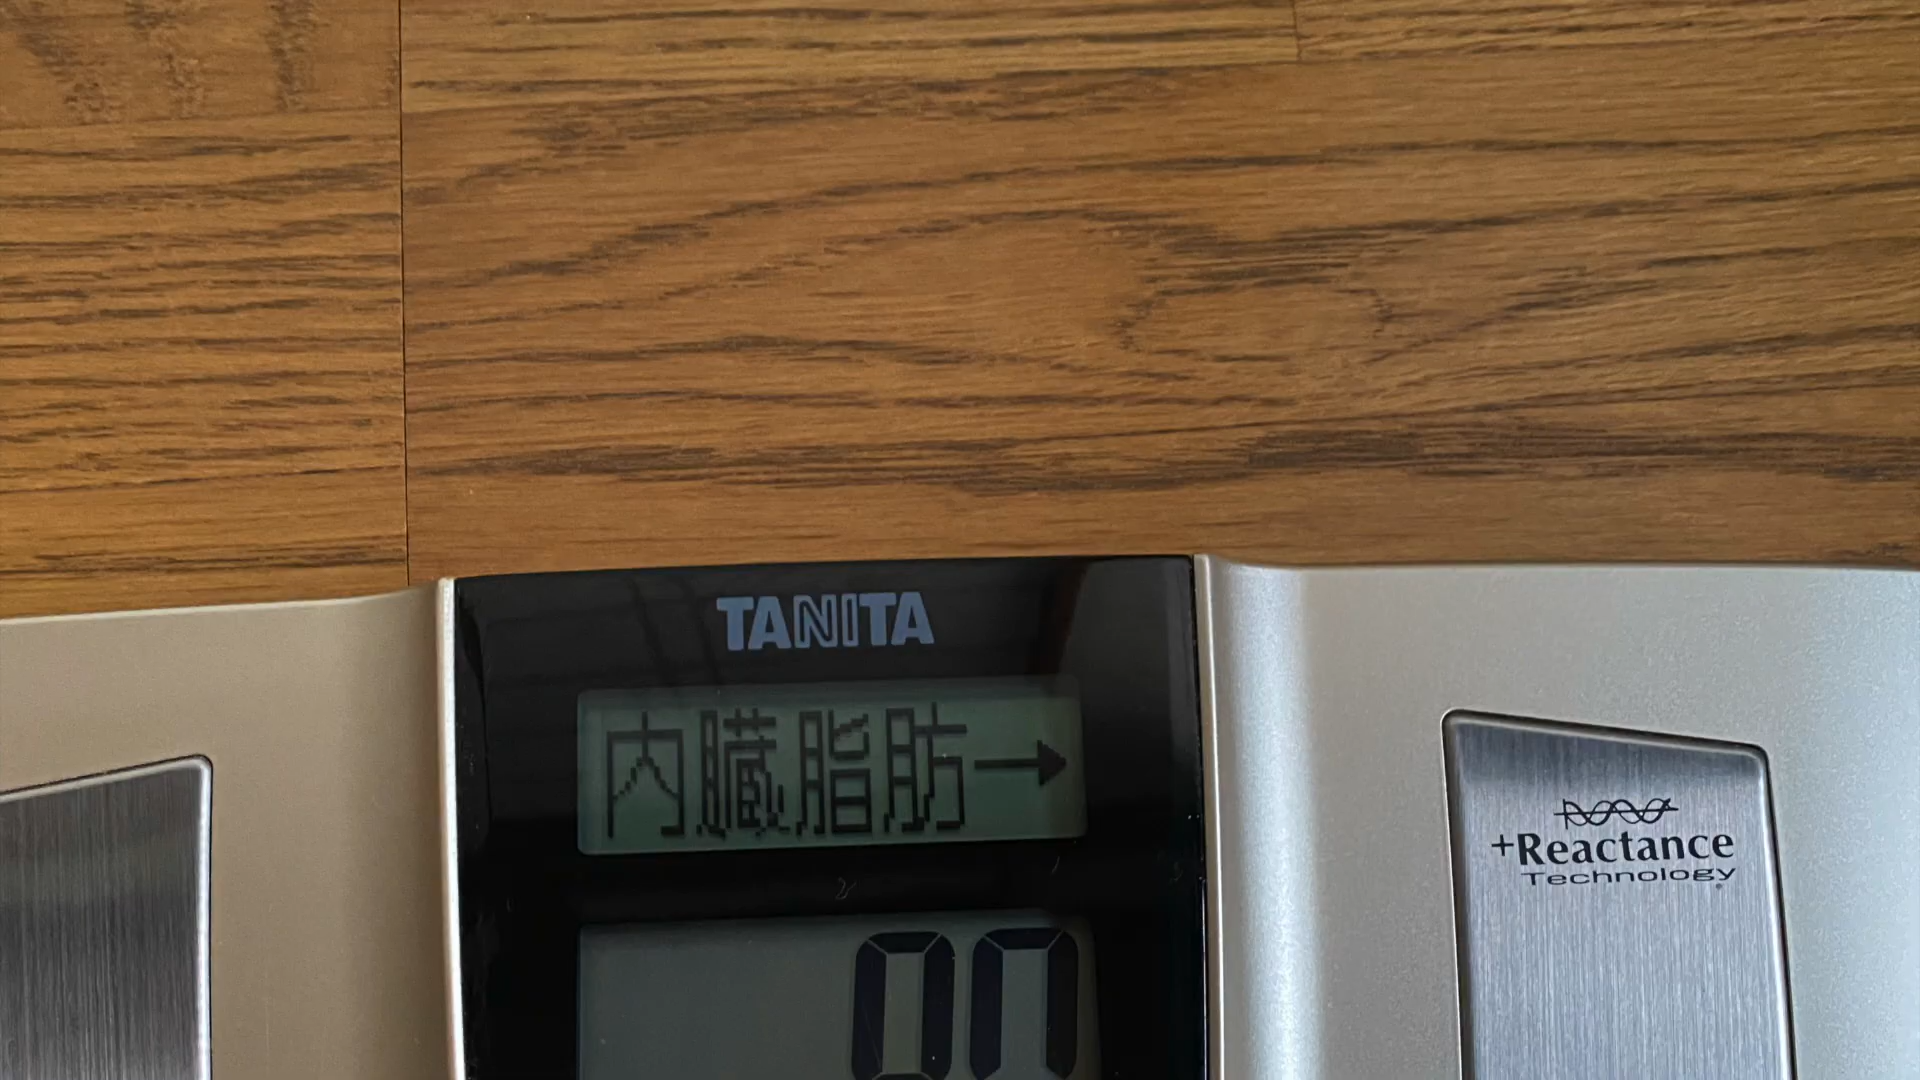 TANITA
内臓脂肪→
+Reactance
Technology